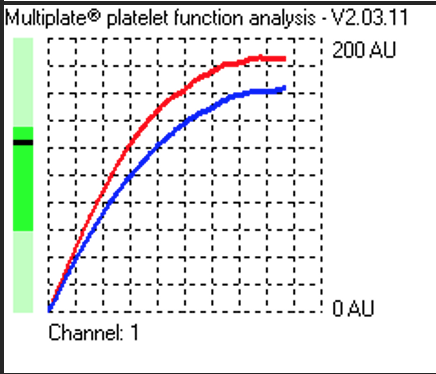 Multiplate® platelet function analysis - V2.03.11
200 AU
0 AU
Channel: 1